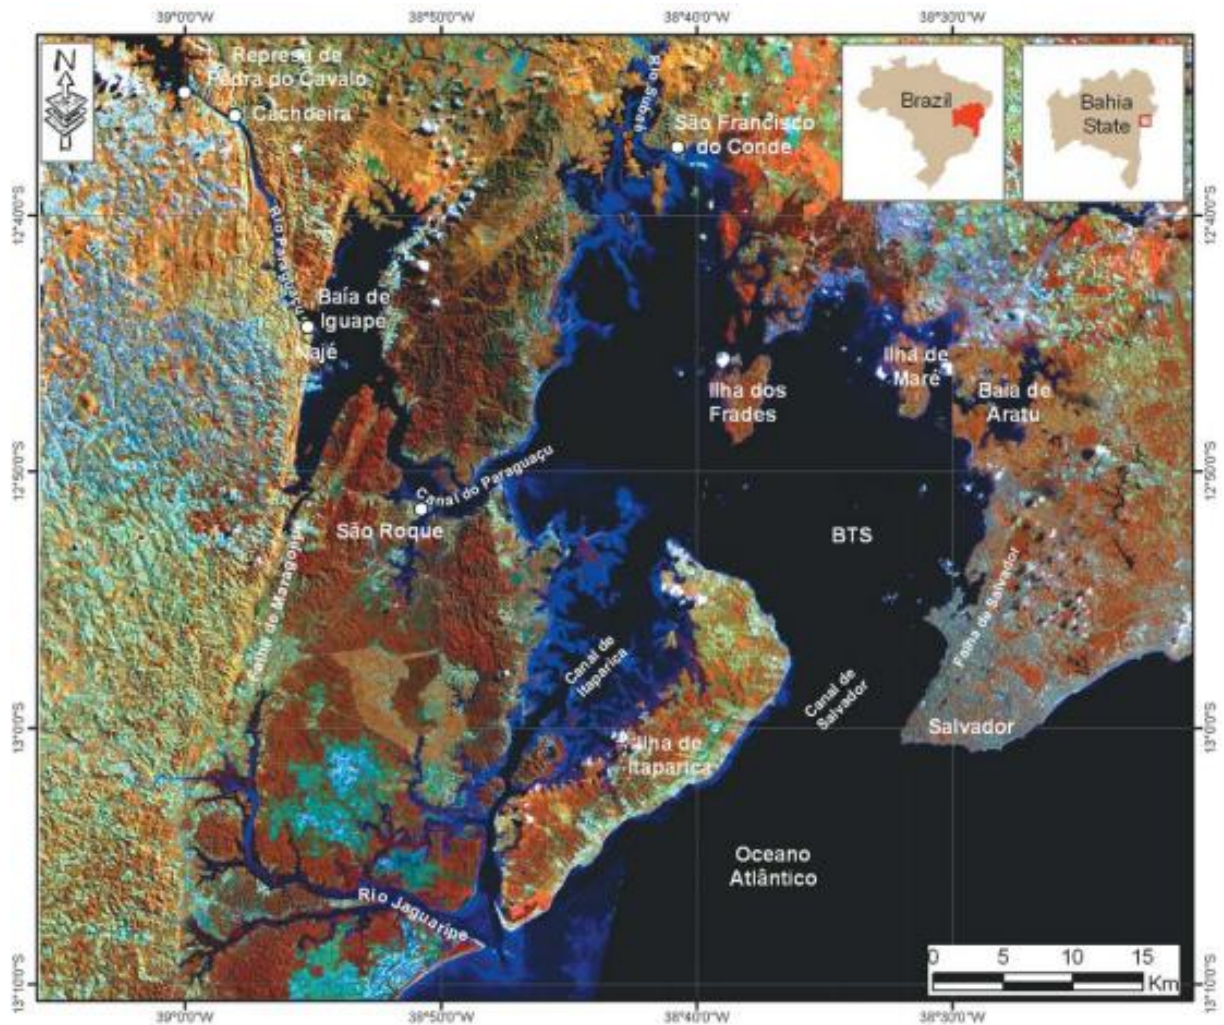 39°0'0"W
38°50'0"W
38°40'0"W
38°30'0"W
N
Represa de
Pedra do Cavalo
Cachoeira
Rio Subaé
São Francisco
do Conde
Brazil
Bahia
State
12°40'0"S
12°40'0"S
Rio Paraguaçu
Baía de
Iguape
Najé
Ilha dos
Frades
Ilha de
Maré
Baia de
Aratu
12°50'0"S
12°50'0"S
Canal do Paraguaçu
São Roque
BTS
Falha de Maragojipe
Falha de Salvador
Canal de
Itaparica
Canal de
Salvador
Salvador
13°0'0"S
13°0'0"S
Ilha de
Itaparica
Oceano
Atlântico
Rio Jaguaripe
0 5 10 15
Km
13°10'0"S
13°10'0"S
39°0'0"W
38°50'0"W
38°40'0"W
38°30'0"W